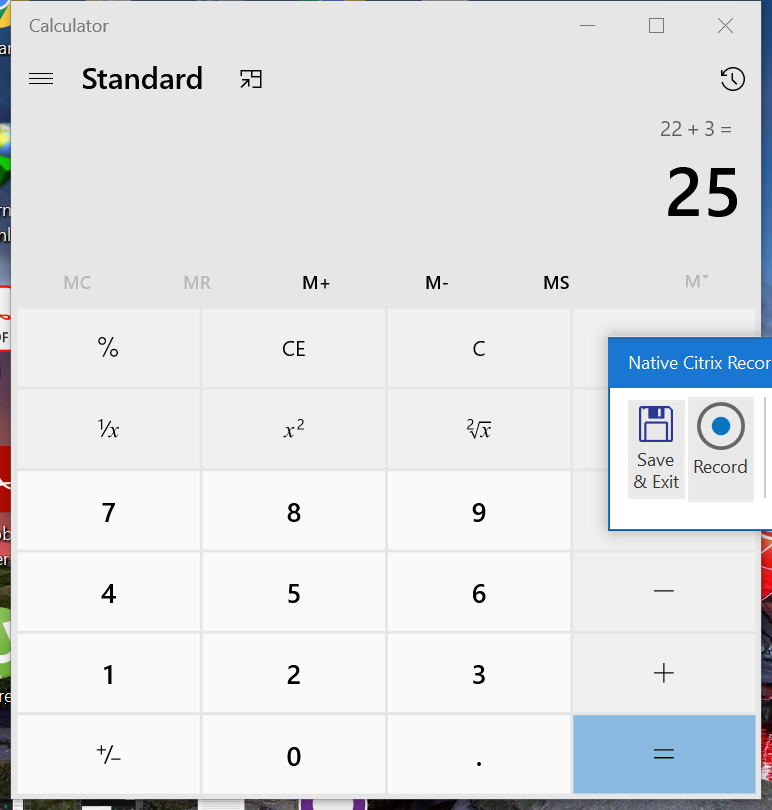 Calculator
Standard
22 + 3 =
25
MC MR M+ M- MS M
% CE C
Native Citrix Recor
¹/x x² ²√x
Save
& Exit
Record
7 8 9
4 5 6 −
1 2 3 +
+/− 0 . =